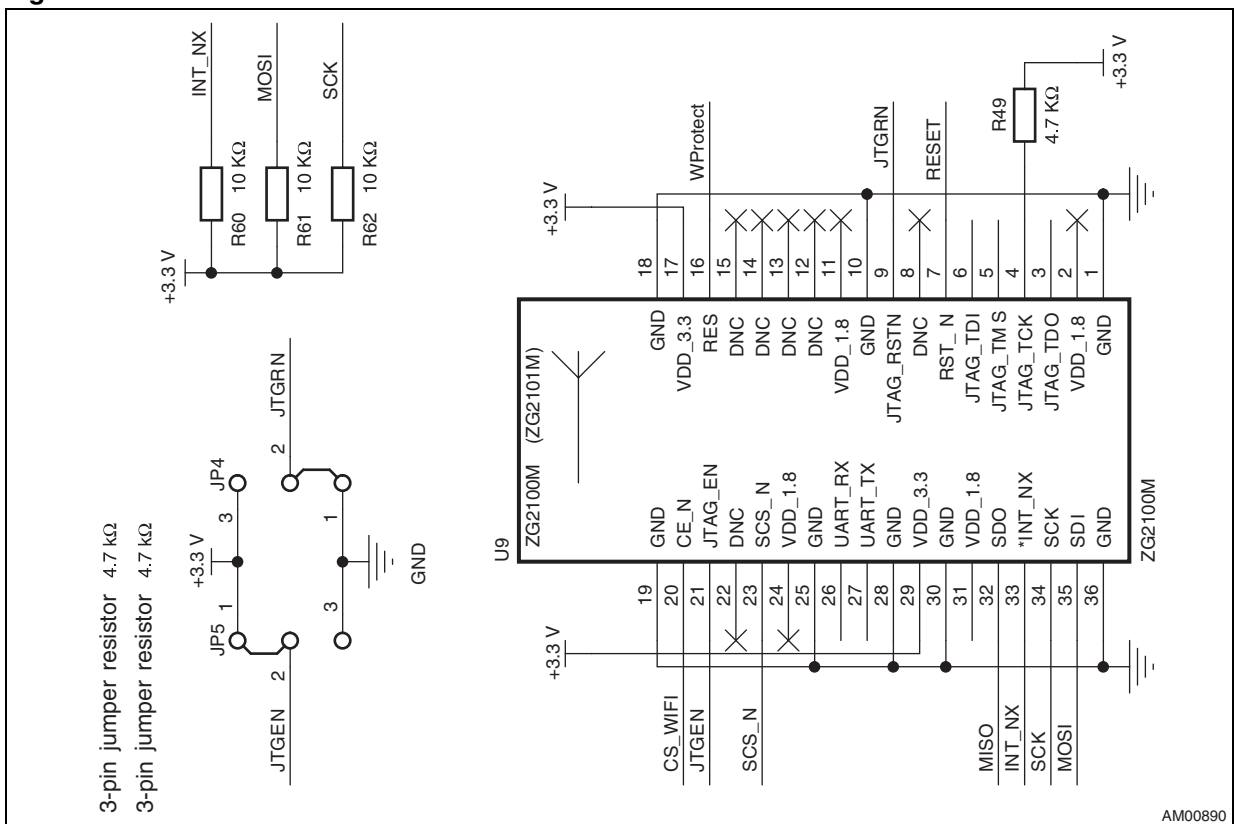 INT_NX
MOSI
SCK
R60 10 KΩ
R61 10 KΩ
R62 10 KΩ
+3.3 V
3-pin jumper resistor 4.7 kΩ
3-pin jumper resistor 4.7 kΩ
JP5
1
2
3
JTGEN
+3.3 V
GND
JP4
3
2
1
JTGRN
+3.3 V
WProtect
JTGRN
RESET
R49
4.7 KΩ
+3.3 V
18 GND
17 VDD_3.3
16 RES
15 DNC
14 DNC
13 DNC
12 DNC
11 VDD_1.8
10 GND
9 JTAG_RSTN
8 DNC
7 RST_N
6 JTAG_TDI
5 JTAG_TM S
4 JTAG_TCK
3 JTAG_TDO
2 VDD_1.8
1 GND
U9
ZG2100M (ZG2101M)
19 GND
20 CE_N
21 JTAG_EN
22 DNC
23 SCS_N
24 VDD_1.8
25 GND
26 UART_RX
27 UART_TX
28 GND
29 VDD_3.3
30 GND
31 VDD_1.8
32 SDO
33 *INT_NX
34 SCK
35 SDI
36 GND
ZG2100M
+3.3 V
CS_WIFI
JTGEN
SCS_N
MISO
INT_NX
SCK
MOSI
AM00890